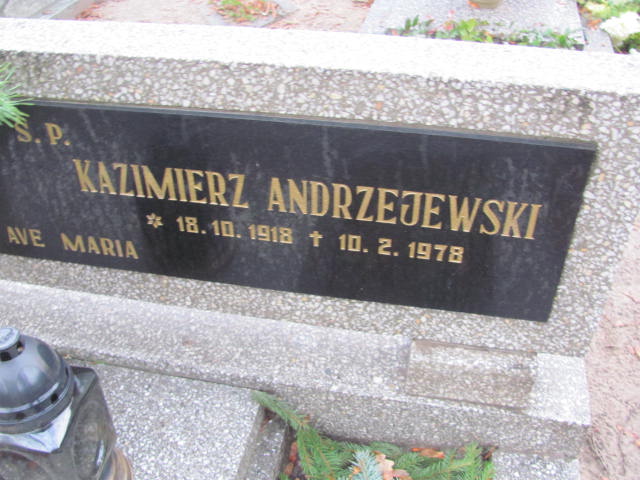 S.P.
KAZIMIERZ ANDRZEJEWSKI
* 18.10.1918 † 10.2.1978
AVE MARIA